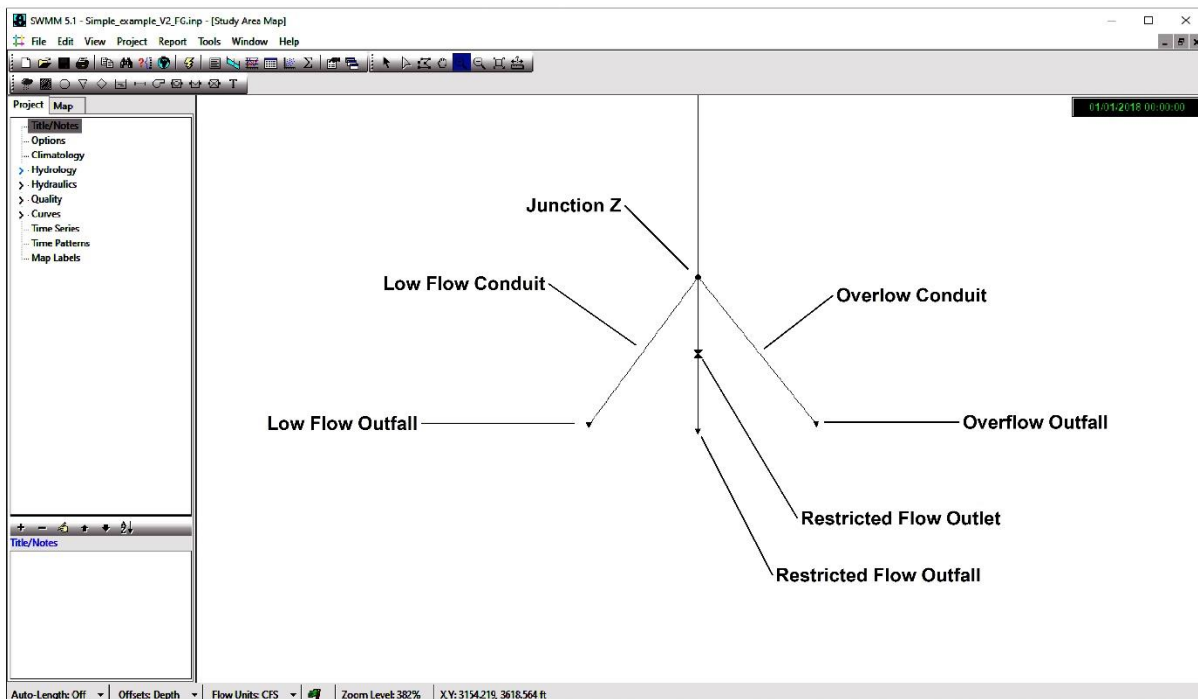 SWMM 5.1 - Simple_example_V2_FG.inp - [Study Area Map]
File Edit View Project Report Tools Window Help
Project Map
01/01/2018 00:00:00
Title/Notes
Options
Climatology
Hydrology
Hydraulics
Quality
Curves
Time Series
Time Patterns
Map Labels
Junction Z
Low Flow Conduit
Overlow Conduit
Low Flow Outfall
Overflow Outfall
Restricted Flow Outlet
Restricted Flow Outfall
Title/Notes
Auto-Length: Off Offsets: Depth Flow Units: CFS Zoom Level: 382% X,Y: 3154.219, 3618.564 ft